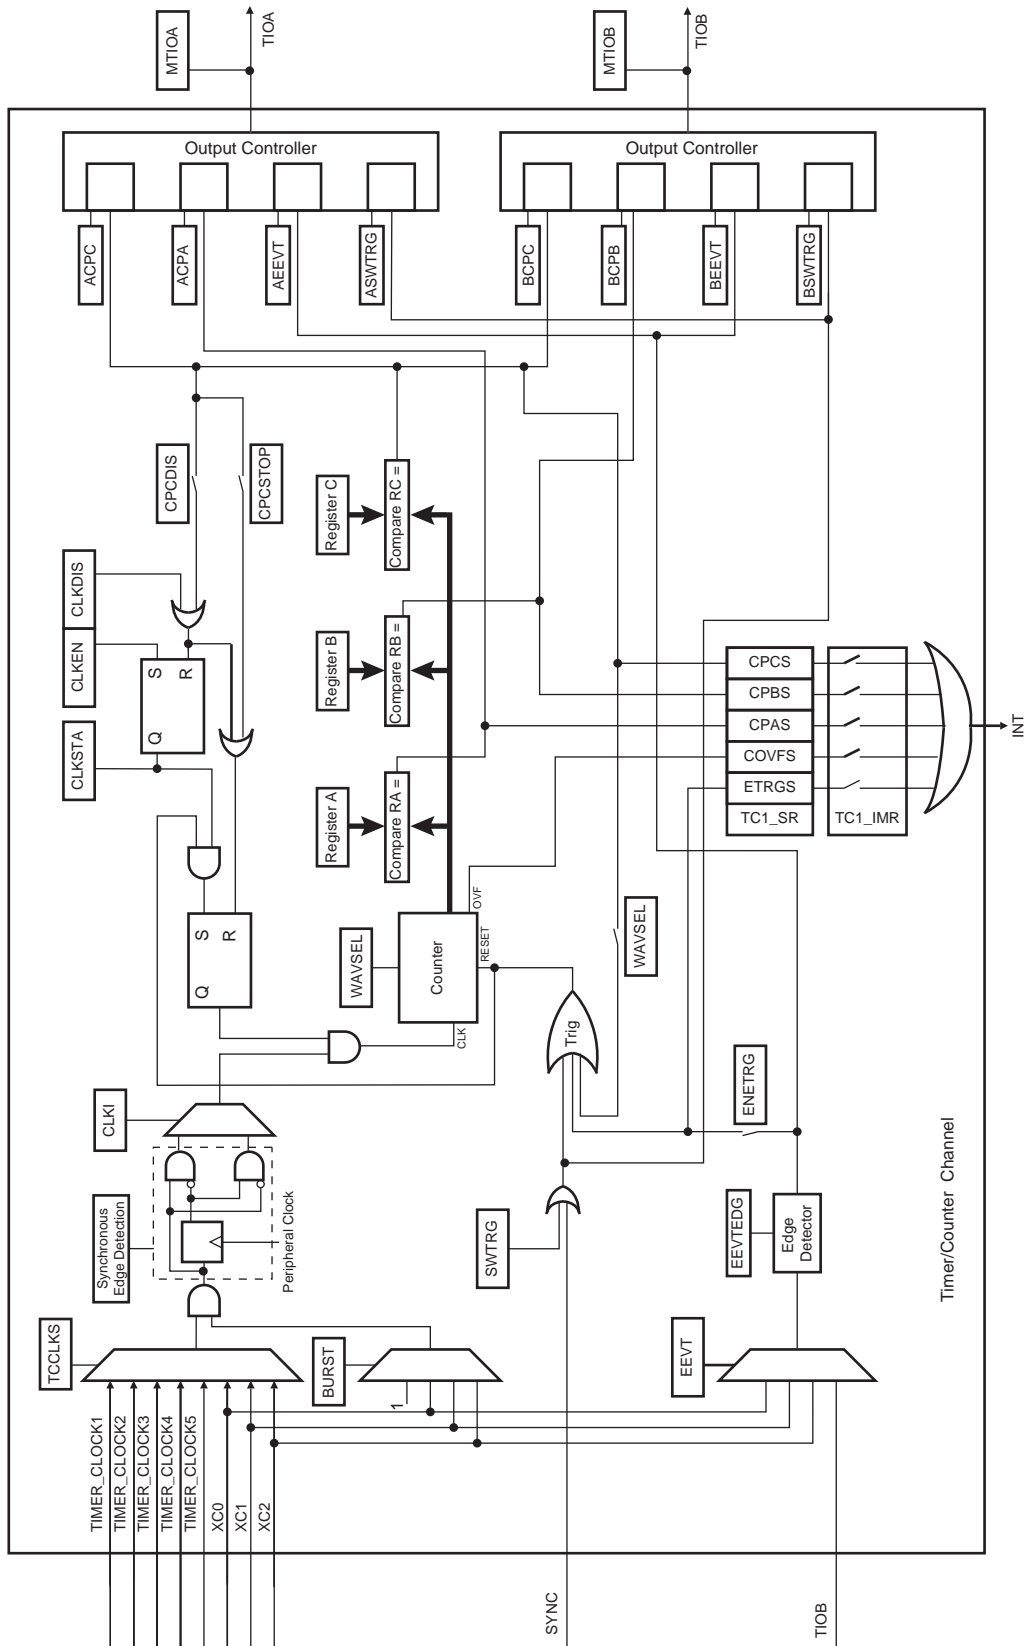 MTIOA
TIOA
MTIOB
TIOB
Output Controller
Output Controller
ACPC
ACPA
AEEVT
ASWTRG
BCPC
BCPB
BEEVT
BSWTRG
CPCDIS
CPCSTOP
Register C
Compare RC =
CLKDIS
CLKEN
CLKSTA
S
R
Q
Register B
Compare RB =
Register A
Compare RA =
CPCS
CPBS
CPAS
COVFS
ETRGS
TC1_SR
TC1_IMR
INT
S
R
Q
WAVSEL
Counter
OVF
RESET
CLK
WAVSEL
Trig
CLKI
ENETRG
Synchronous
Edge Detection
Peripheral Clock
SWTRG
EEVTEDG
Edge
Detector
Timer/Counter Channel
TCCLKS
BURST
1
EEVT
TIMER_CLOCK1
TIMER_CLOCK2
TIMER_CLOCK3
TIMER_CLOCK4
TIMER_CLOCK5
XC0
XC1
XC2
SYNC
TIOB